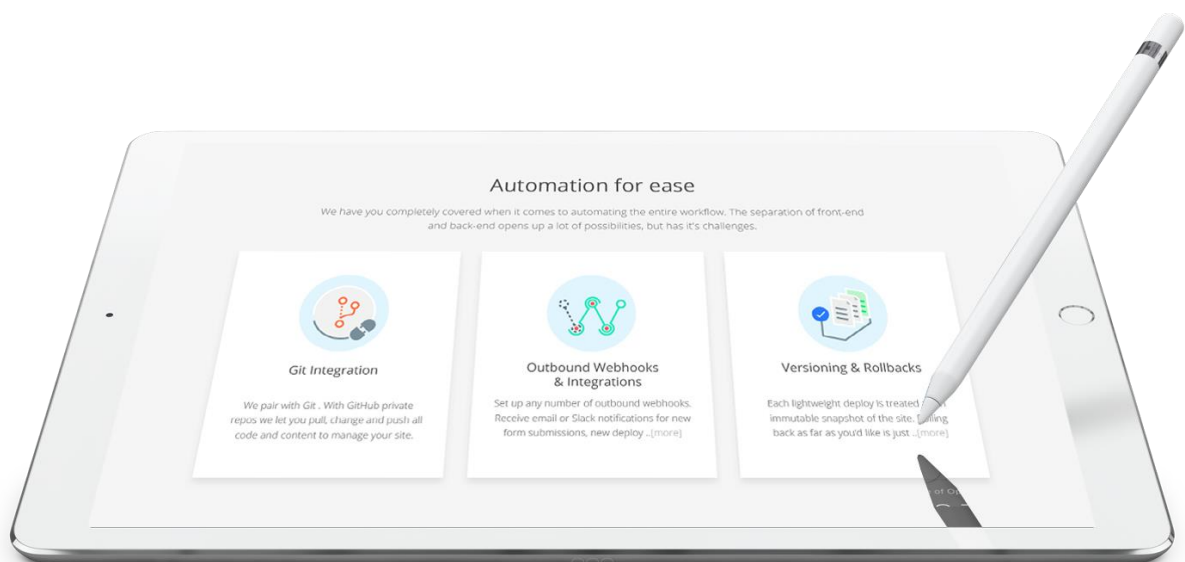 Automation for ease
We have you completely covered when it comes to automating the entire workflow. The separation of front-end
and back-end opens up a lot of possibilities, but has it's challenges.
Git Integration
We pair with Git . With GitHub private
repos we let you pull, change and push all
code and content to manage your site.
Outbound Webhooks
& Integrations
Set up any number of outbound webhooks.
Receive email or Slack notifications for new
form submissions, new deploy ..[more]
Versioning & Rollbacks
Each lightweight deploy is treated
immutable snapshot of the site.
back as far as you'd like is just ..[more]
of